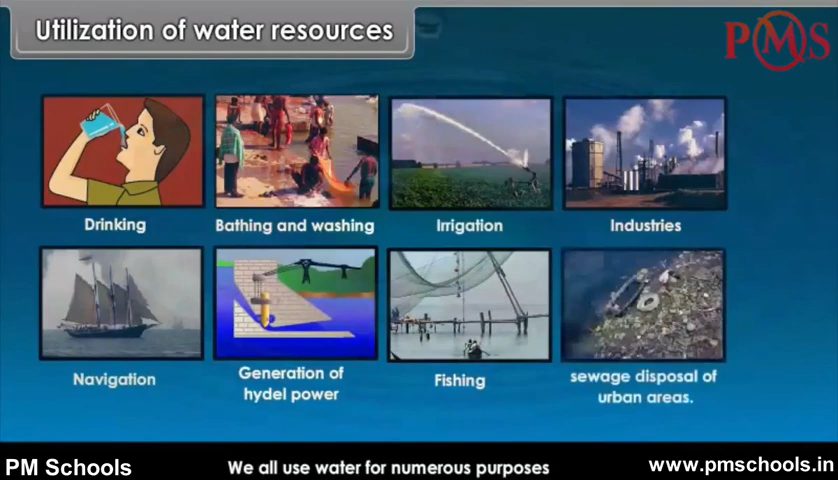 Utilization of water resources
PMS
Drinking
Bathing and washing
Irrigation
Industries
Navigation
Generation of
hydel power
Fishing
sewage disposal of
urban areas.
PM Schools
We all use water for numerous purposes
www.pmschools.in